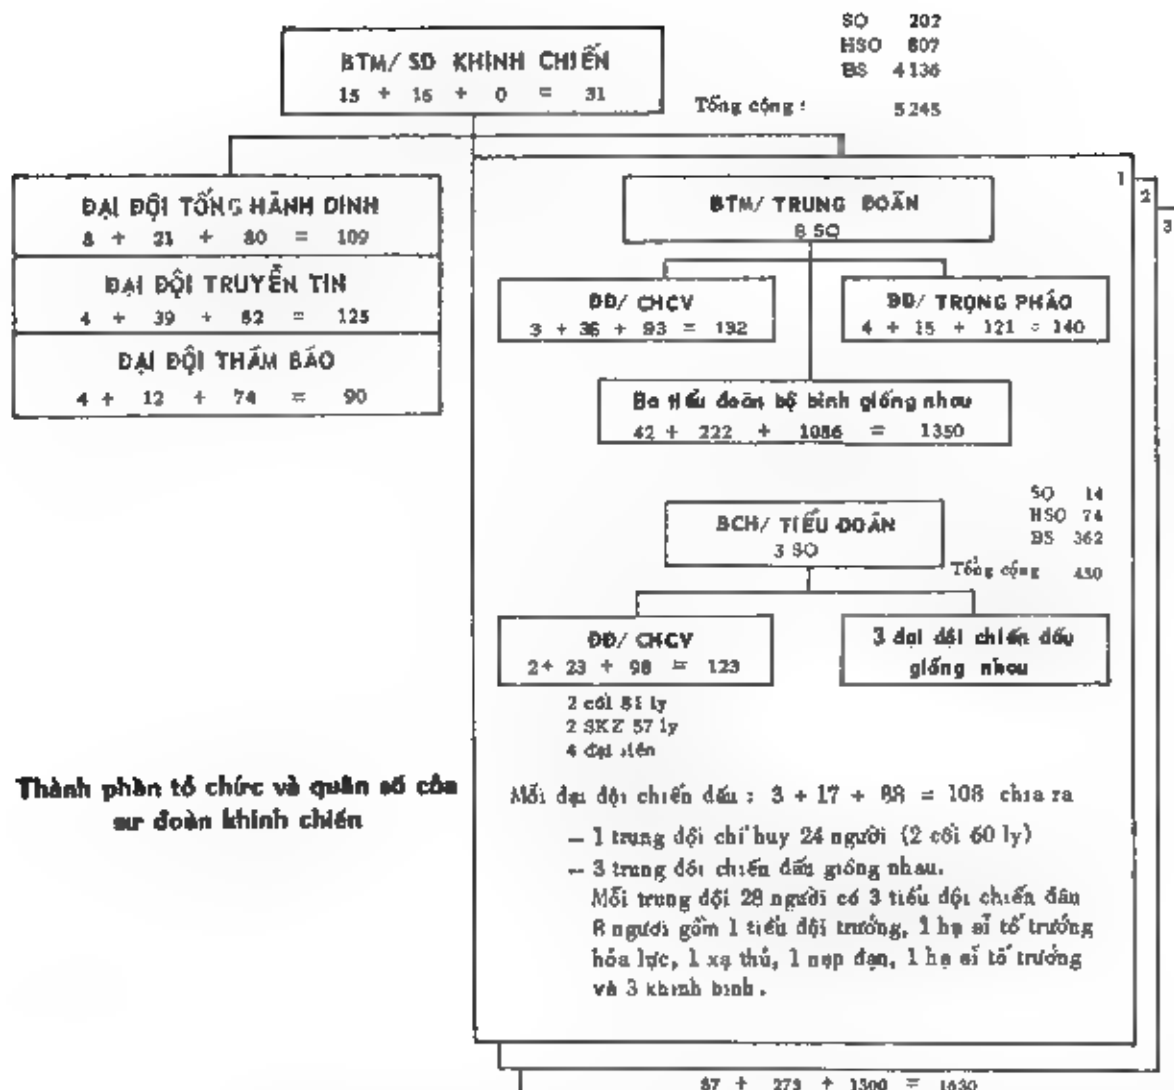 SQ 202
HSQ 907
BS 4136
Tổng cộng : 5245
BTM/ SĐ KHINH CHIẾN
15 + 16 + 0 = 31
ĐẠI ĐỘI TỔNG HÀNH DINH
8 + 21 + 80 = 109
ĐẠI ĐỘI TRUYỀN TIN
4 + 39 + 82 = 125
ĐẠI ĐỘI THÁM BÁO
4 + 12 + 74 = 90
1
2
3
BTM/ TRUNG ĐOÀN
8 SQ
ĐĐ/ CHCV
3 + 36 + 93 = 132
ĐĐ/ TRỌNG PHÁO
4 + 15 + 121 = 140
Ba tiểu đoàn bộ binh giống nhau
42 + 222 + 1086 = 1350
SQ 14
HSQ 74
BS 362
Tổng cộng 450
BCH/ TIỂU ĐOÀN
3 SQ
ĐĐ/ CHCV
2 + 23 + 98 = 123
3 đại đội chiến đấu
giống nhau
2 cối 81 ly
2 SKZ 57 ly
4 đại liên
Thành phần tổ chức và quân số của
sư đoàn khinh chiến
Mỗi đại đội chiến đấu : 3 + 17 + 88 = 108 chia ra
– 1 trung đội chỉ huy 24 người (2 cối 60 ly)
– 3 trung đội chiến đấu giống nhau.
Mỗi trung đội 28 người có 3 tiểu đội chiến đấu
8 người gồm 1 tiểu đội trưởng, 1 hạ sĩ tổ trưởng
hỏa lực, 1 xạ thủ, 1 nạp đạn, 1 hạ sĩ tổ trưởng
và 3 khinh binh.
57 + 273 + 1300 = 1630